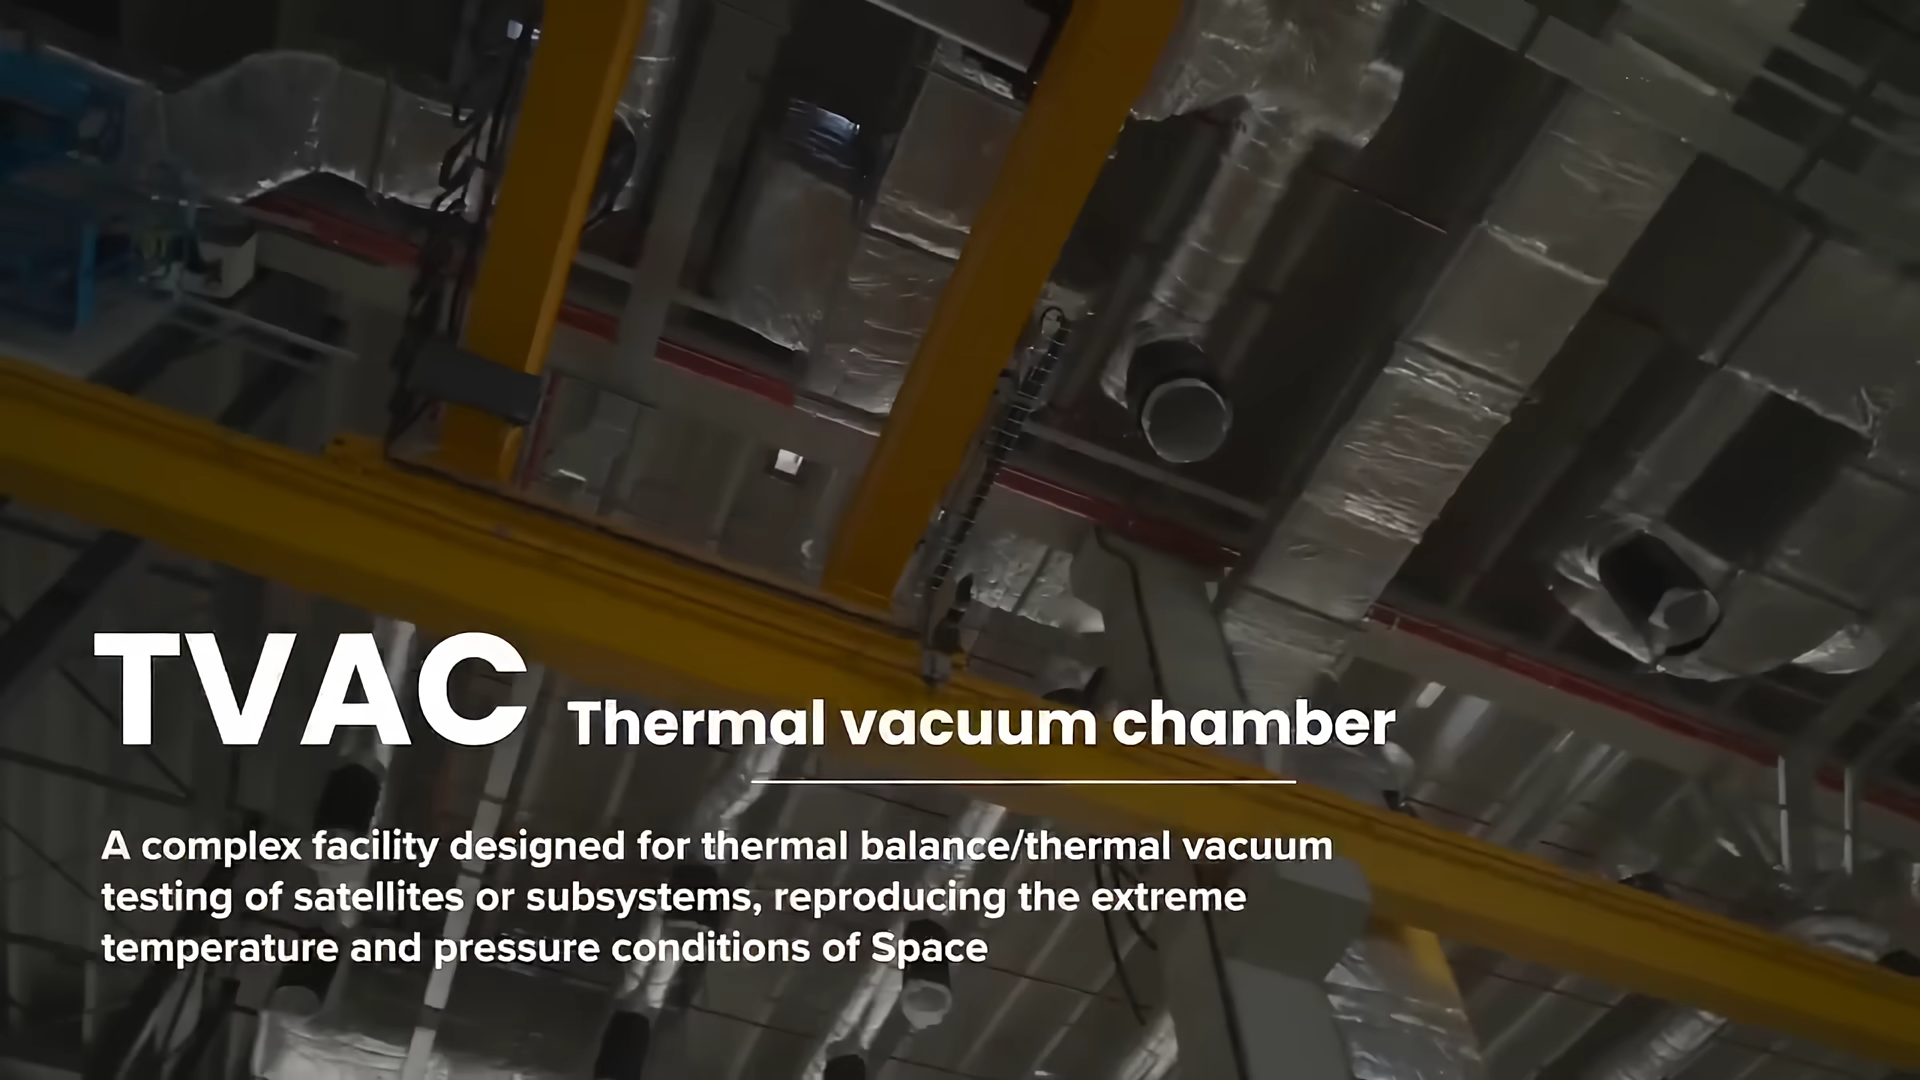 TVAC Thermal vacuum chamber
A complex facility designed for thermal balance/thermal vacuum
testing of satellites or subsystems, reproducing the extreme
temperature and pressure conditions of Space